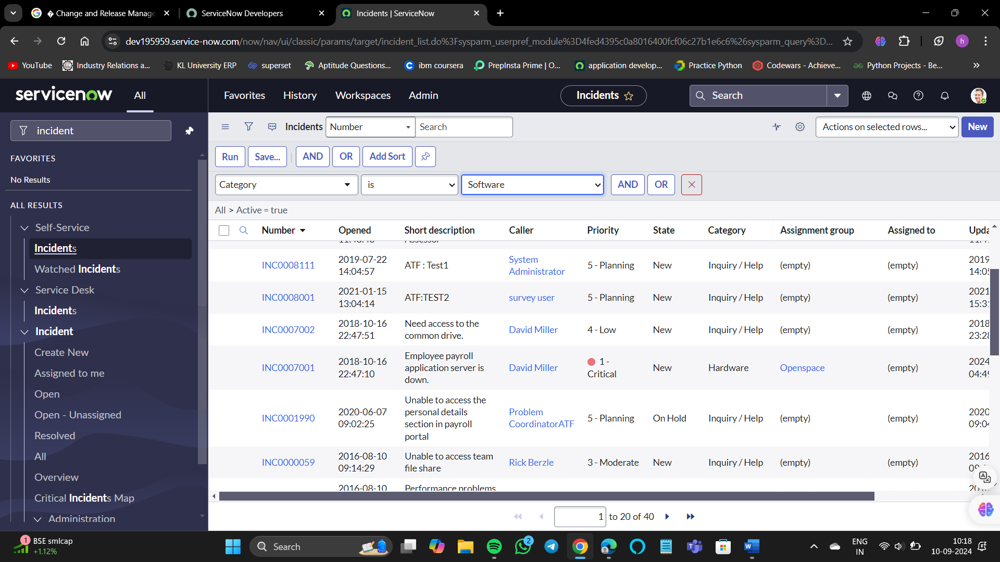 � Change and Release Manage
ServiceNow Developers
Incidents | ServiceNow
dev195959.service-now.com/now/nav/ui/classic/params/target/incident_list.do%3Fsysparm_userpref_module%3D4fed4395c0a8016400fcf06c27b1e6c6%26sysparm_query%3D...
YouTube
Industry Relations a...
KL University ERP
superset
Aptitude Questions...
ibm coursera
PrepInsta Prime | O...
application develop...
Practice Python
Codewars - Achieve...
Python Projects - Be...
servicenow
All
Favorites
History
Workspaces
Admin
Incidents
Search
incident
FAVORITES
No Results
ALL RESULTS
Self-Service
Incidents
Watched Incidents
Service Desk
Incidents
Incident
Create New
Assigned to me
Open
Open - Unassigned
Resolved
All
Overview
Critical Incidents Map
Administration
Incidents
Number
Search
Actions on selected rows...
New
Run
Save...
AND
OR
Add Sort
Category
is
Software
AND
OR
All > Active = true
Number Opened Short description Caller Priority State Category Assignment group Assigned to Upda
INC0008111
2019-07-22
14:04:57
ATF : Test1
System
Administrator
5 - Planning
New
Inquiry / Help
(empty)
(empty)
2019
14:05
INC0008001
2021-01-15
13:04:14
ATF:TEST2
survey user
5 - Planning
New
Inquiry / Help
(empty)
(empty)
2021
15:31
INC0007002
2018-10-16
22:47:51
Need access to the
common drive.
David Miller
4 - Low
New
Inquiry / Help
(empty)
(empty)
2018
23:28
INC0007001
2018-10-16
22:47:10
Employee payroll
application server is
down.
David Miller
1 -
Critical
New
Hardware
Openspace
(empty)
2024
04:49
INC0001990
2020-06-07
09:02:25
Unable to access the
personal details
section in payroll
portal
Problem
CoordinatorATF
5 - Planning
On Hold
Inquiry / Help
(empty)
(empty)
2020
09:04
INC0000059
2016-08-10
09:14:29
Unable to access team
file share
Rick Berzle
3 - Moderate
New
Inquiry / Help
(empty)
(empty)
2016
2016-08-10
Performance problems
1 to 20 of 40
1
BSE smlcap
+1.12%
Search
2
ENG
IN
10:18
10-09-2024